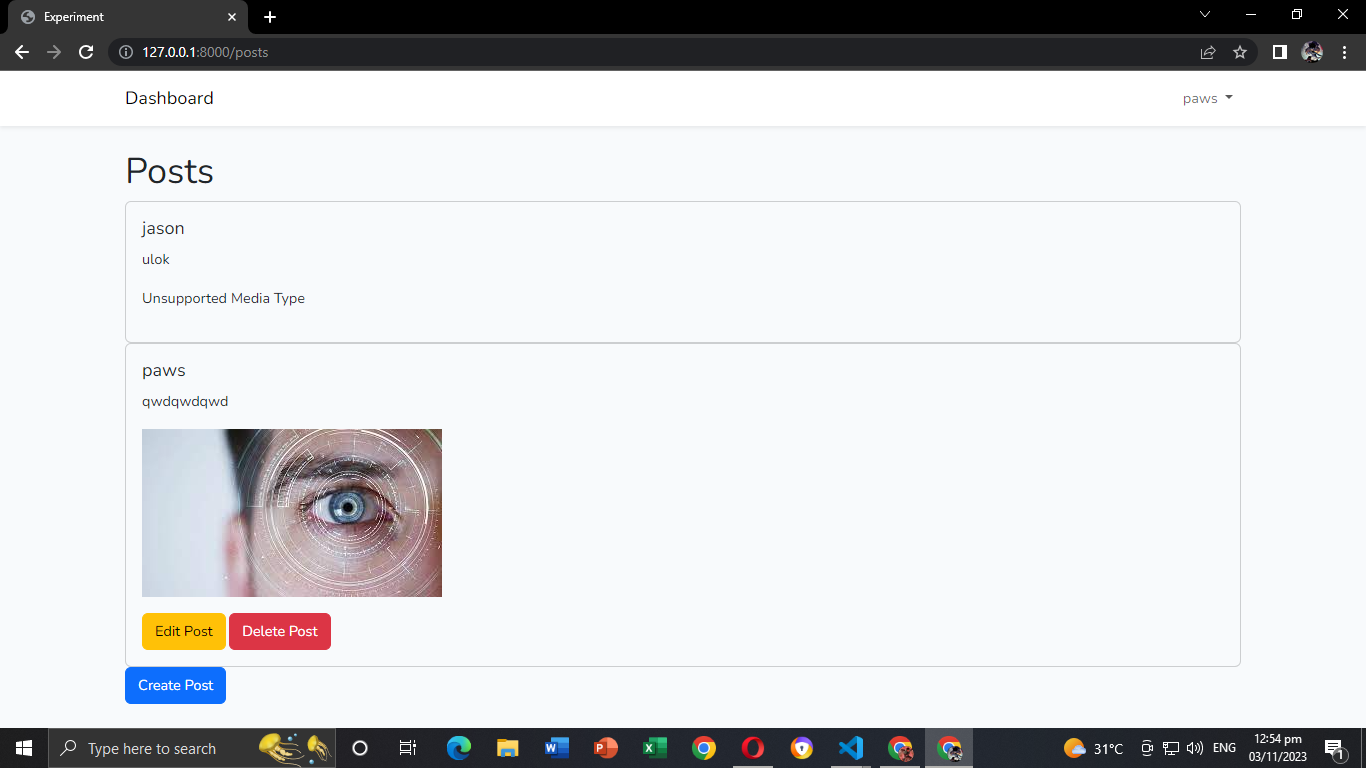 Experiment
127.0.0.1:8000/posts
Dashboard
paws
Posts
jason
ulok
Unsupported Media Type
paws
qwdqwdqwd
Edit Post
Delete Post
Create Post
Type here to search
31°C
ENG
12:54 pm
03/11/2023
1